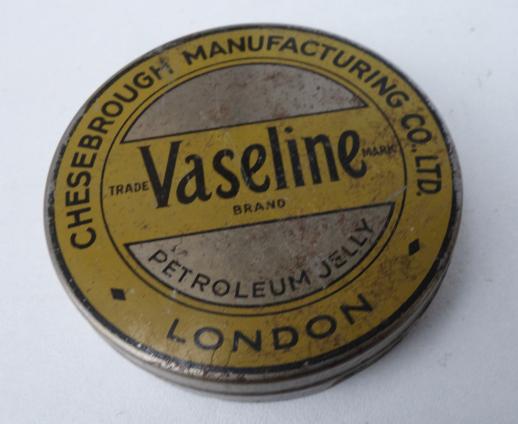 CHESEBROUGH MANUFACTURING CO., LTD.
TRADE Vaseline MARK
BRAND
PETROLEUM JELLY
LONDON